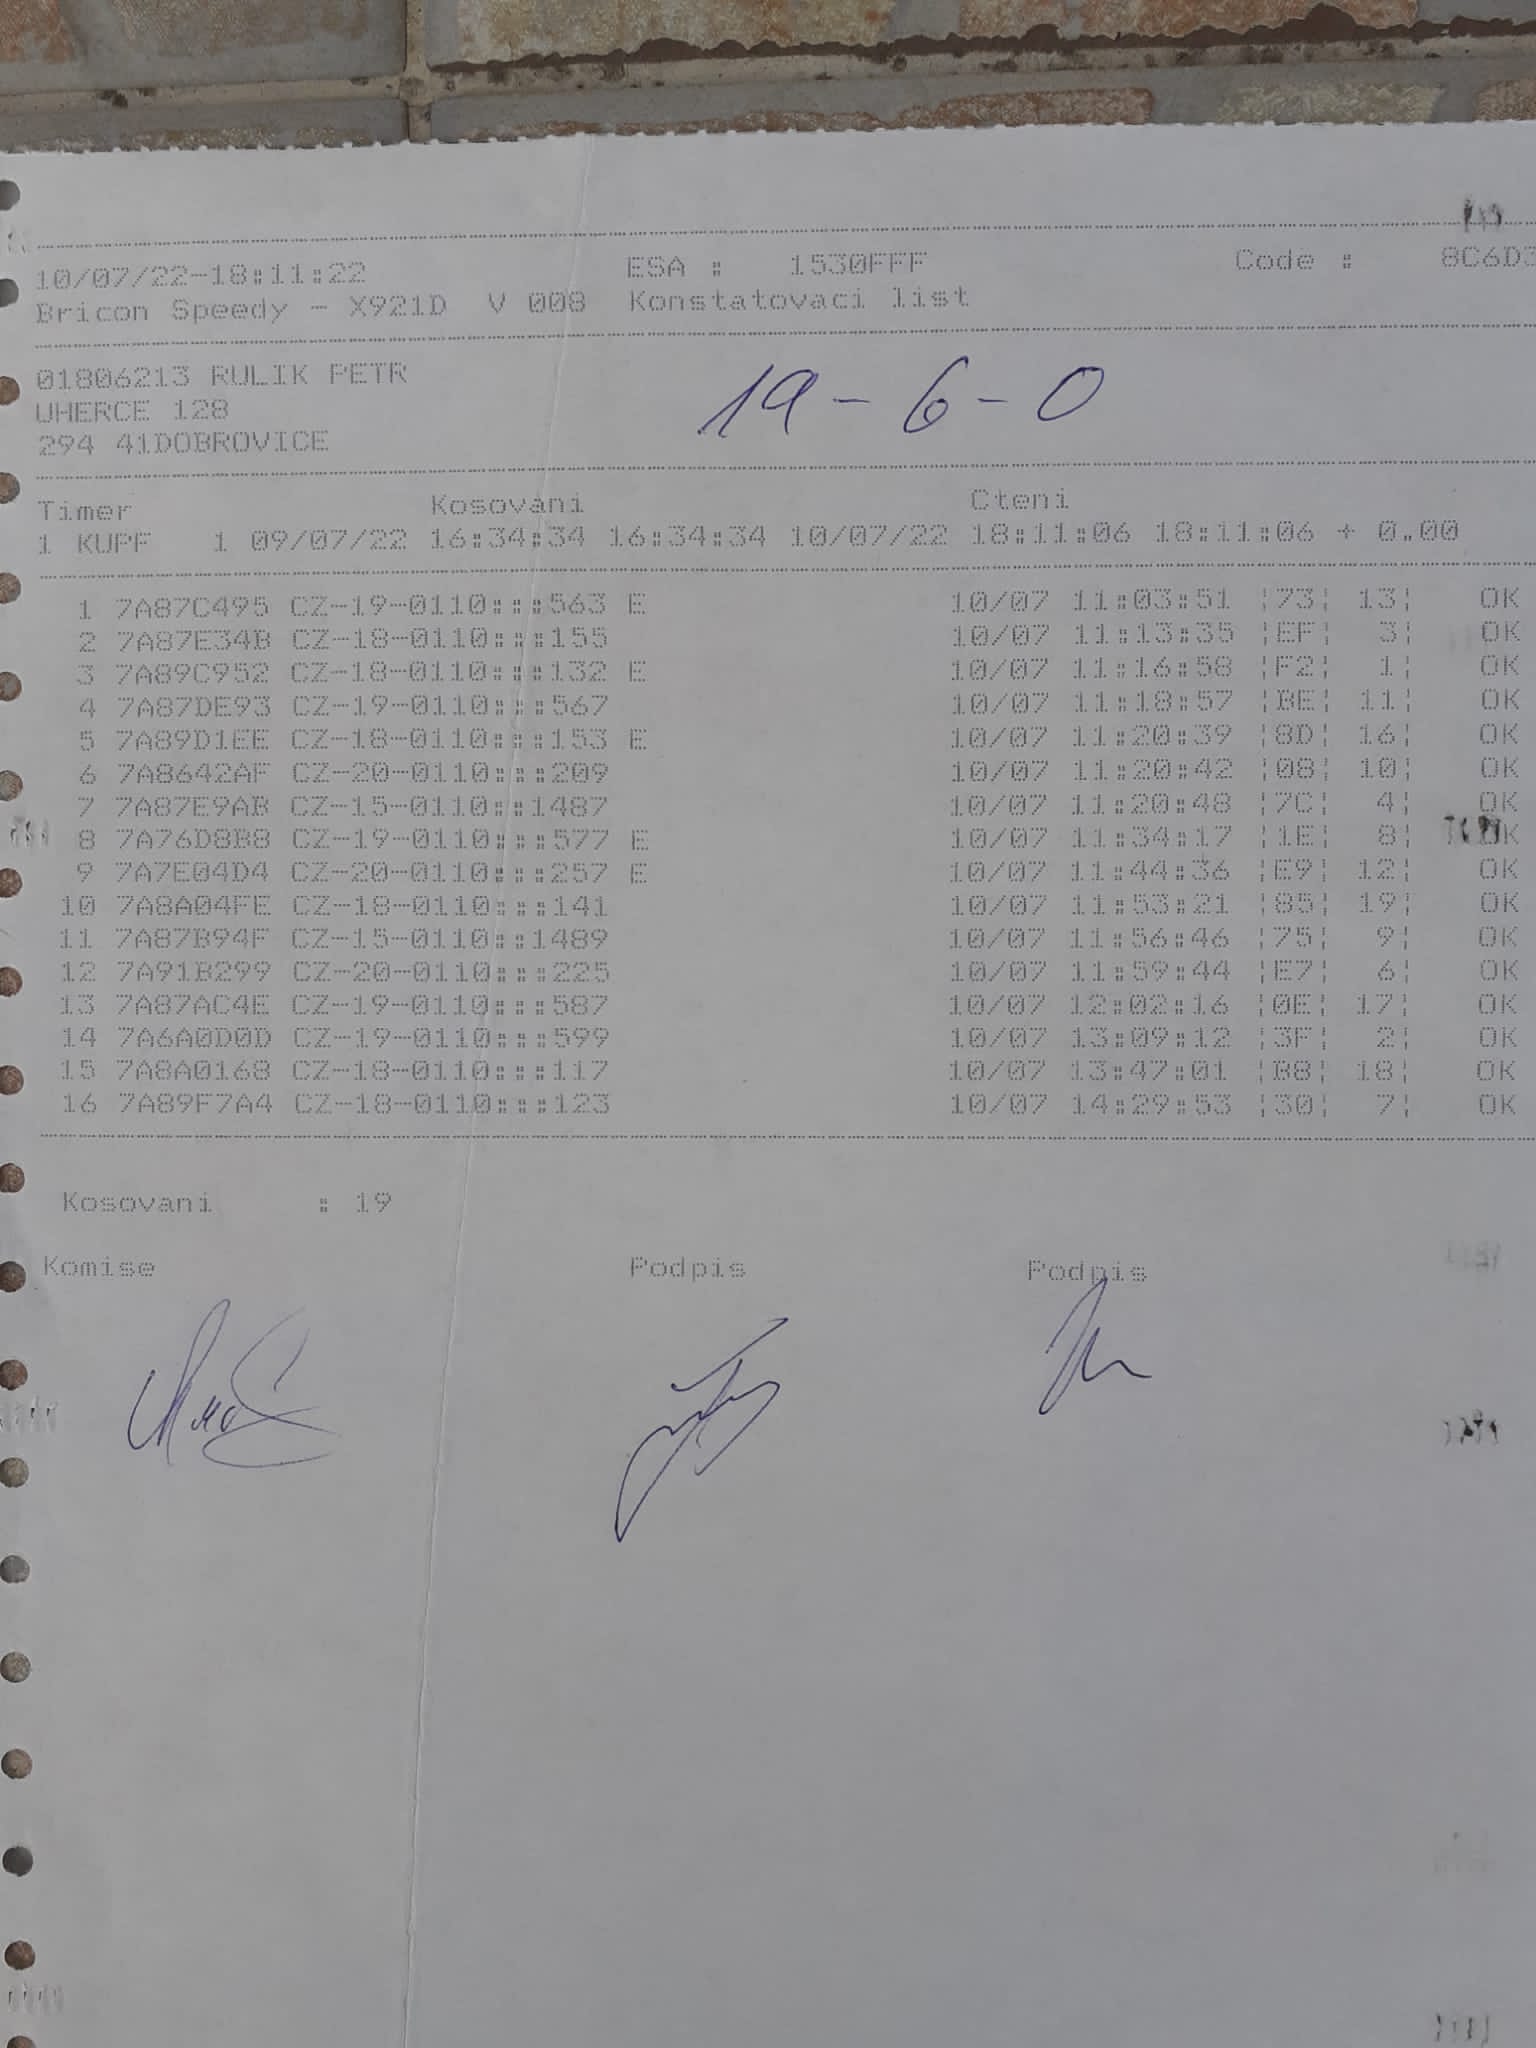 10/07/22-18:11:22 ESA : 1530FFF Code : 8C6D3
Bricon Speedy - X921D V 008 Konstatovaci list
01806213 RULIK PETR
UHERCE 128
294 41DOBROVICE
19 - 6 - 0
Timer Kosovani Cteni
1 KUPF 1 09/07/22 16:34:34 16:34:34 10/07/22 18:11:06 18:11:06 + 0.00
1 7A87C495 CZ-19-0110:::563 E 10/07 11:03:51 ¦73¦ 13¦ OK
2 7A87E34B CZ-18-0110:::155 10/07 11:13:35 ¦EF¦ 3¦ OK
3 7A89C952 CZ-18-0110:::132 E 10/07 11:16:58 ¦F2¦ 1¦ OK
4 7A87DE93 CZ-19-0110:::567 10/07 11:18:57 ¦BE¦ 11¦ OK
5 7A89D1EE CZ-18-0110:::153 E 10/07 11:20:39 ¦8D¦ 16¦ OK
6 7A8642AF CZ-20-0110:::209 10/07 11:20:42 ¦08¦ 10¦ OK
7 7A87E9AB CZ-15-0110::1487 10/07 11:20:48 ¦7C¦ 4¦ OK
8 7A76D8B8 CZ-19-0110:::577 E 10/07 11:34:17 ¦1E¦ 8¦ OK
9 7A7E04D4 CZ-20-0110:::257 E 10/07 11:44:36 ¦E9¦ 12¦ OK
10 7A8A04FE CZ-18-0110:::141 10/07 11:53:21 ¦85¦ 19¦ OK
11 7A87B94F CZ-15-0110::1489 10/07 11:56:46 ¦75¦ 9¦ OK
12 7A91B299 CZ-20-0110:::225 10/07 11:59:44 ¦E7¦ 6¦ OK
13 7A87AC4E CZ-19-0110:::587 10/07 12:02:16 ¦0E¦ 17¦ OK
14 7A6A0D0D CZ-19-0110:::599 10/07 13:09:12 ¦3F¦ 2¦ OK
15 7A8A0168 CZ-18-0110:::117 10/07 13:47:01 ¦B8¦ 18¦ OK
16 7A89F7A4 CZ-18-0110:::123 10/07 14:29:53 ¦30¦ 7¦ OK
Kosovani : 19
Komise Podpis Podpis